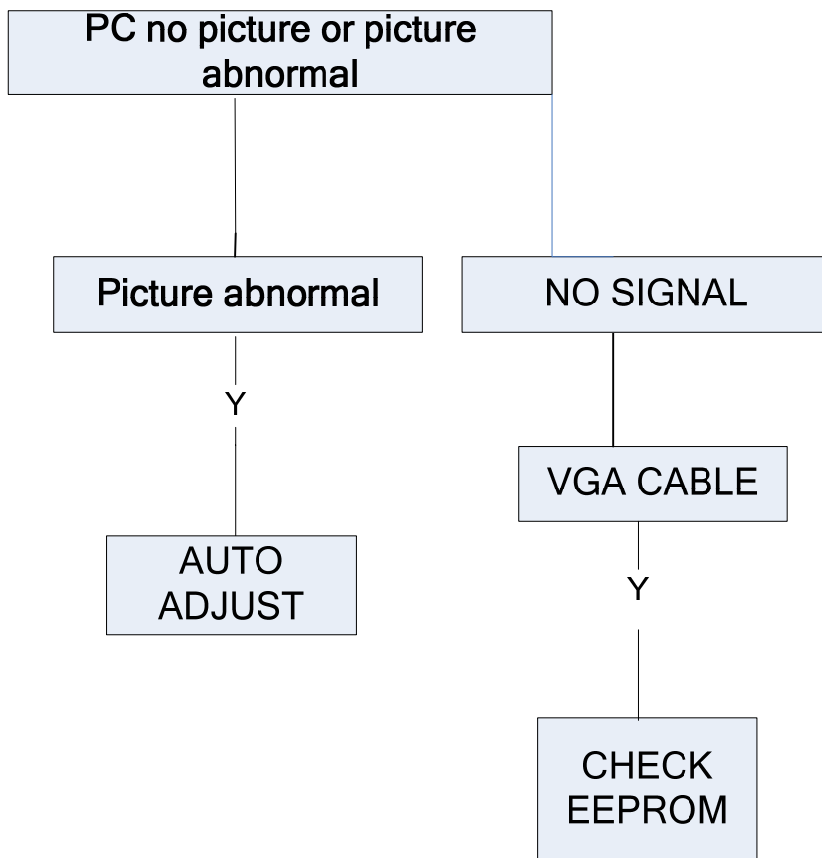 PC no picture or picture
abnormal
Picture abnormal
NO SIGNAL
Y
VGA CABLE
AUTO
ADJUST
Y
CHECK
EEPROM